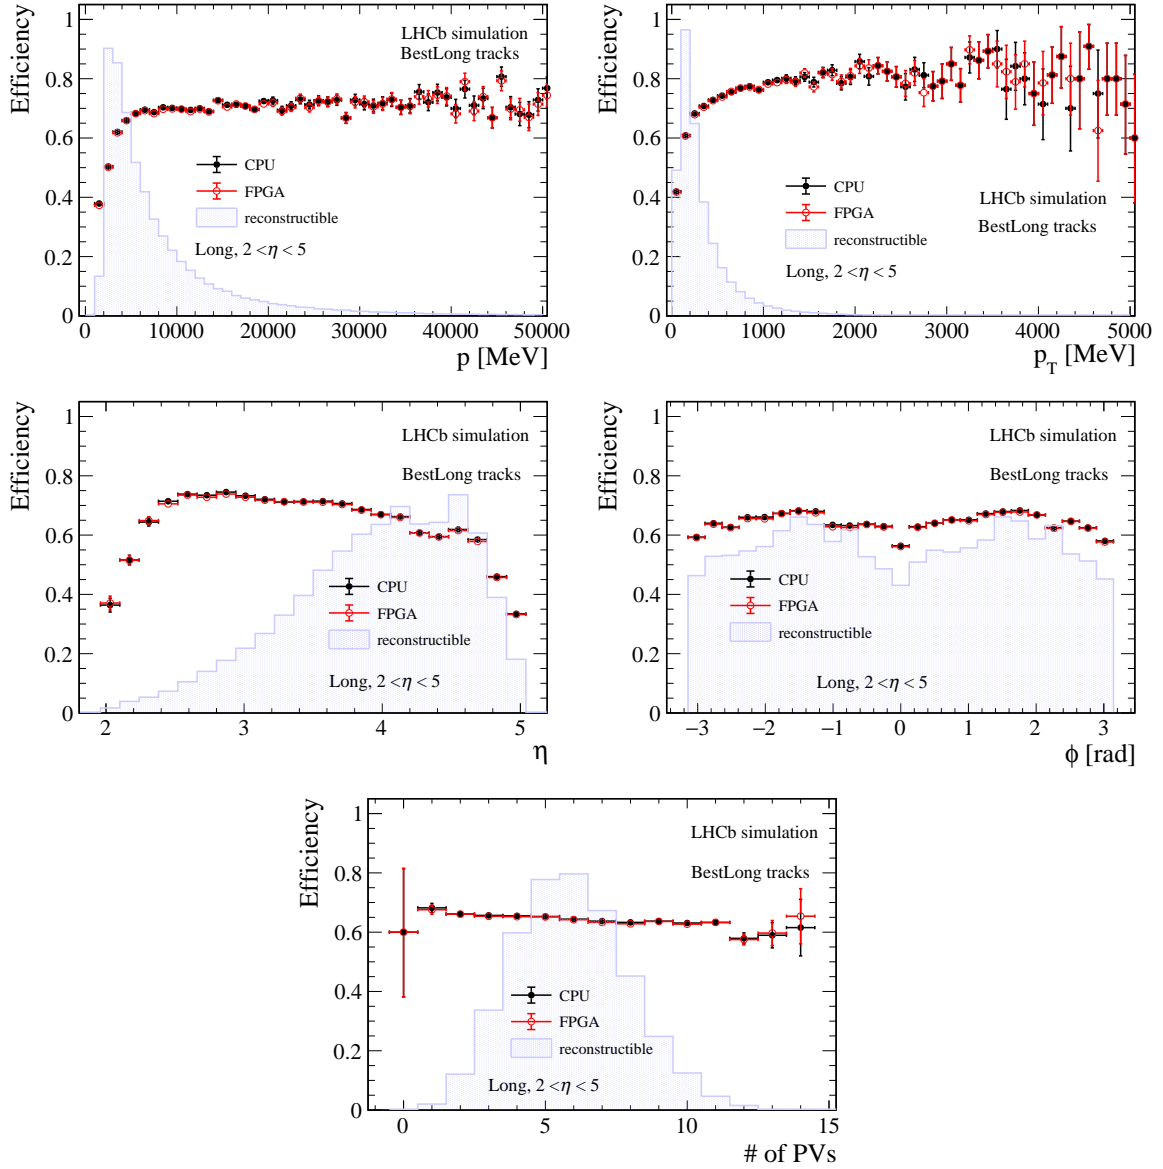 Efficiency
1
0.8
0.6
0.4
0.2
0
LHCb simulation
BestLong tracks
CPU
FPGA
reconstructible
Long, 2 <η< 5
0 10000 20000 30000 40000 50000
p [MeV]
Efficiency
1
0.8
0.6
0.4
0.2
0
CPU
FPGA
reconstructible
LHCb simulation
BestLong tracks
Long, 2 <η< 5
0 1000 2000 3000 4000 5000
p_T [MeV]
Efficiency
1
0.8
0.6
0.4
0.2
0
LHCb simulation
BestLong tracks
CPU
FPGA
reconstructible
Long, 2 <η< 5
2 3 4 5
η
Efficiency
1
0.8
0.6
0.4
0.2
0
LHCb simulation
BestLong tracks
CPU
FPGA
reconstructible
Long, 2 <η< 5
−3 −2 −1 0 1 2 3
ϕ [rad]
Efficiency
1
0.8
0.6
0.4
0.2
0
LHCb simulation
BestLong tracks
CPU
FPGA
reconstructible
Long, 2 <η< 5
0 5 10 15
# of PVs